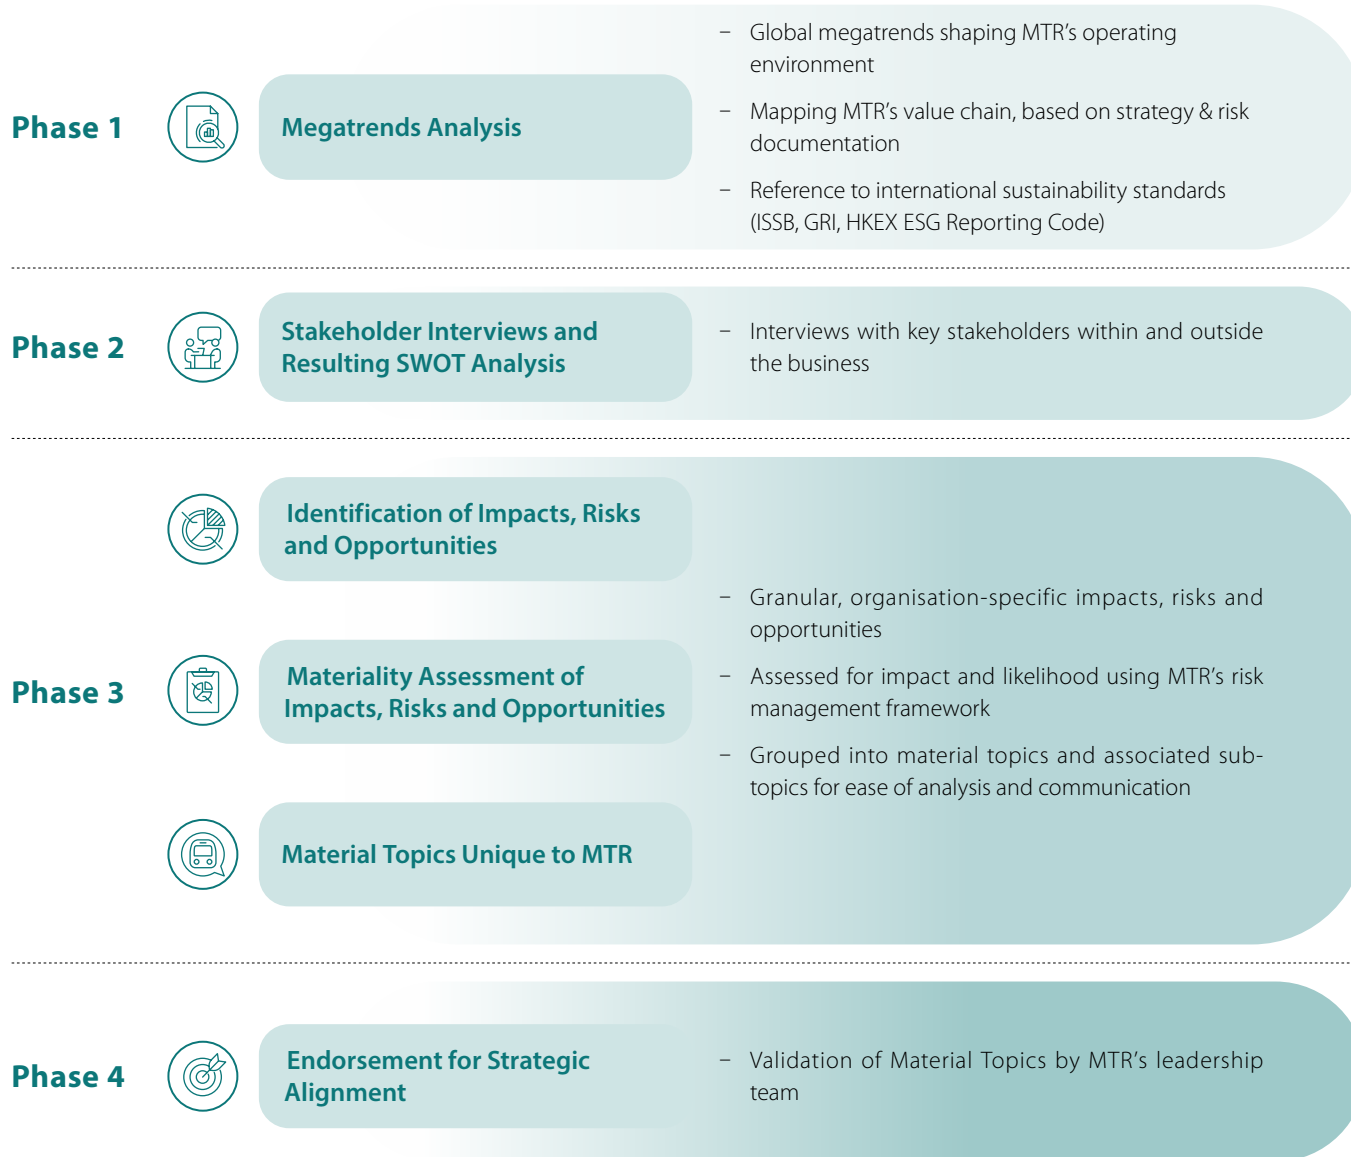 Phase 1
Megatrends Analysis
– Global megatrends shaping MTR’s operating
environment
– Mapping MTR’s value chain, based on strategy & risk
documentation
– Reference to international sustainability standards
(ISSB, GRI, HKEX ESG Reporting Code)
Phase 2
Stakeholder Interviews and
Resulting SWOT Analysis
– Interviews with key stakeholders within and outside
the business
Phase 3
Identification of Impacts, Risks
and Opportunities
Materiality Assessment of
Impacts, Risks and Opportunities
Material Topics Unique to MTR
– Granular, organisation-specific impacts, risks and
opportunities
– Assessed for impact and likelihood using MTR’s risk
management framework
– Grouped into material topics and associated sub-
topics for ease of analysis and communication
Phase 4
Endorsement for Strategic
Alignment
– Validation of Material Topics by MTR’s leadership
team